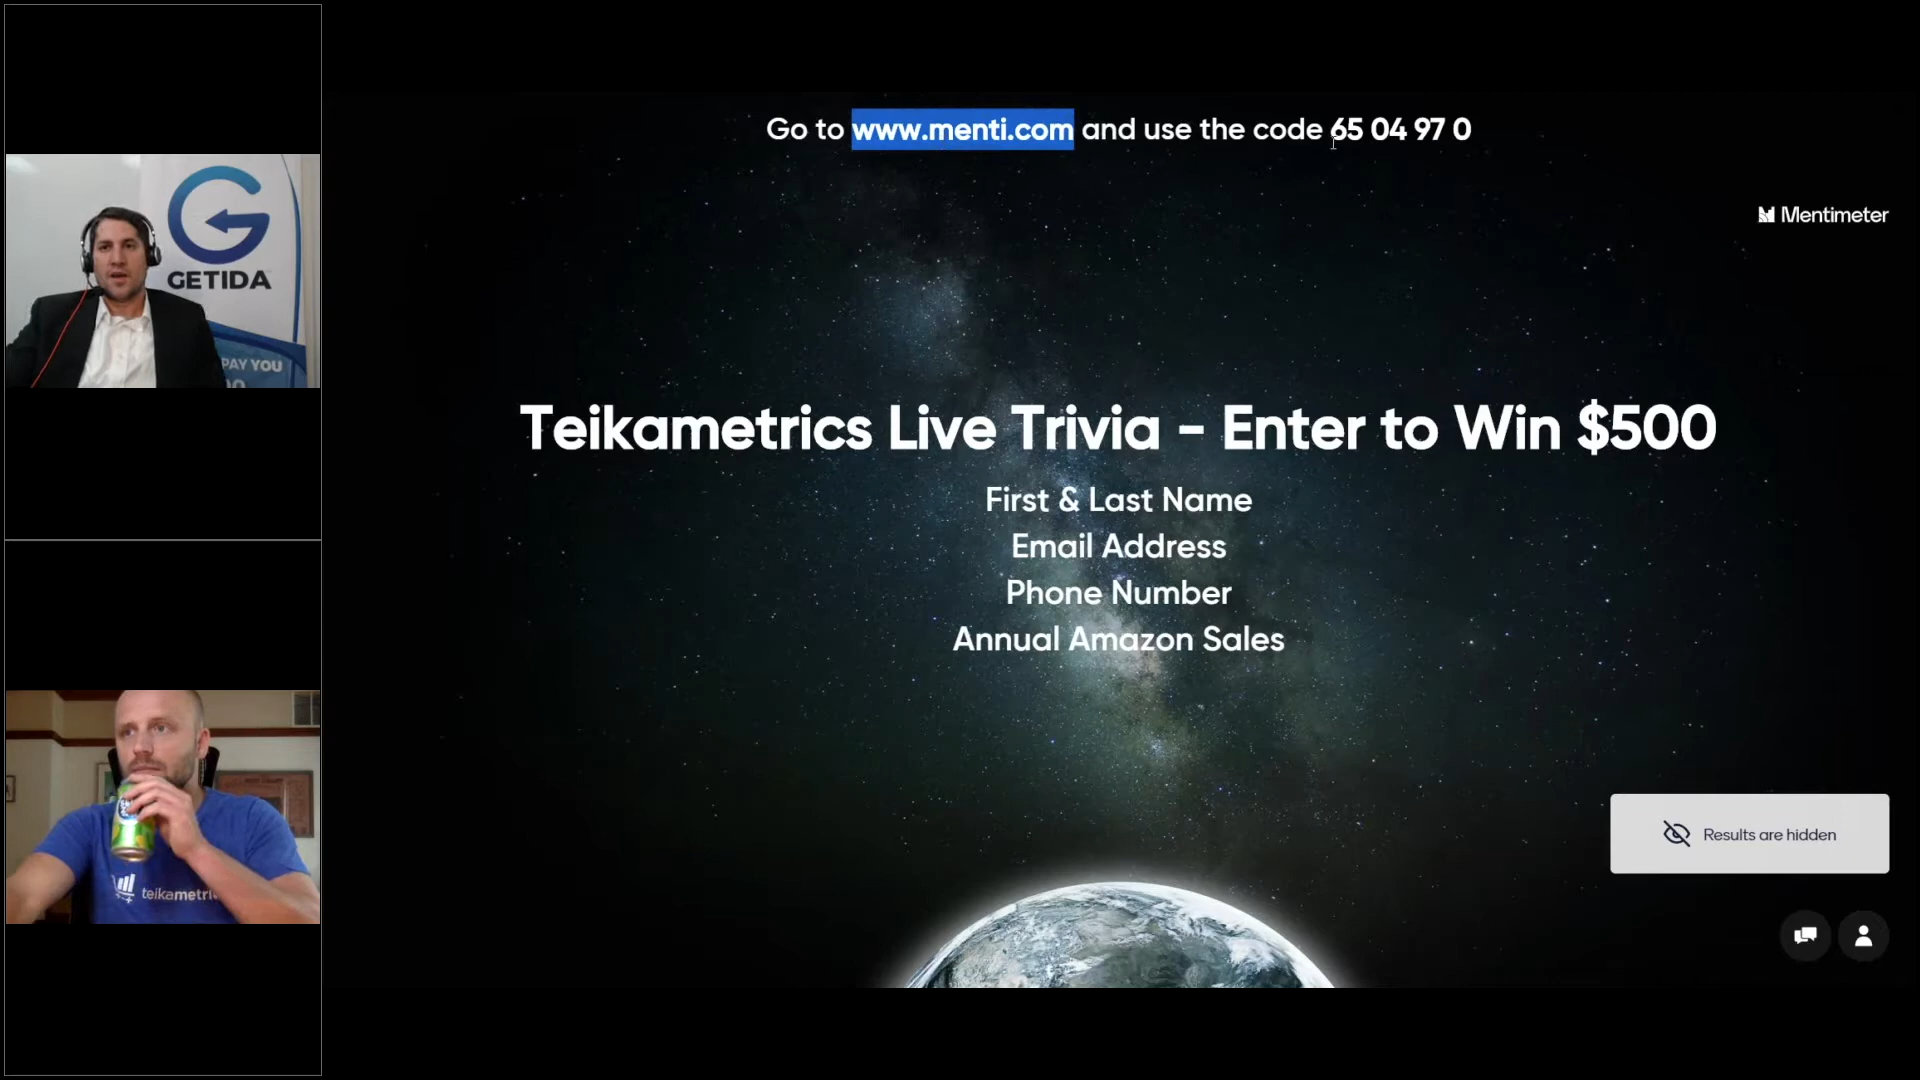 Go to www.menti.com and use the code 65 04 97 0
Mentimeter
GETIDA
PAY YOU
Teikametrics Live Trivia - Enter to Win $500
First & Last Name
Email Address
Phone Number
Annual Amazon Sales
Results are hidden
teikametri